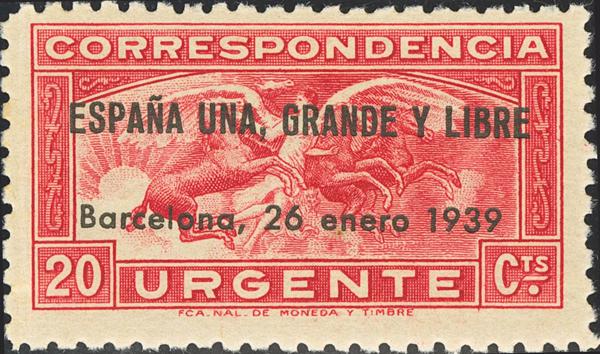 CORRESPONDENCIA
ESPAÑA UNA, GRANDE Y LIBRE
Barcelona, 26 enero 1939
20 URGENTE CTS.
FCA. NAL. DE MONEDA Y TIMBRE